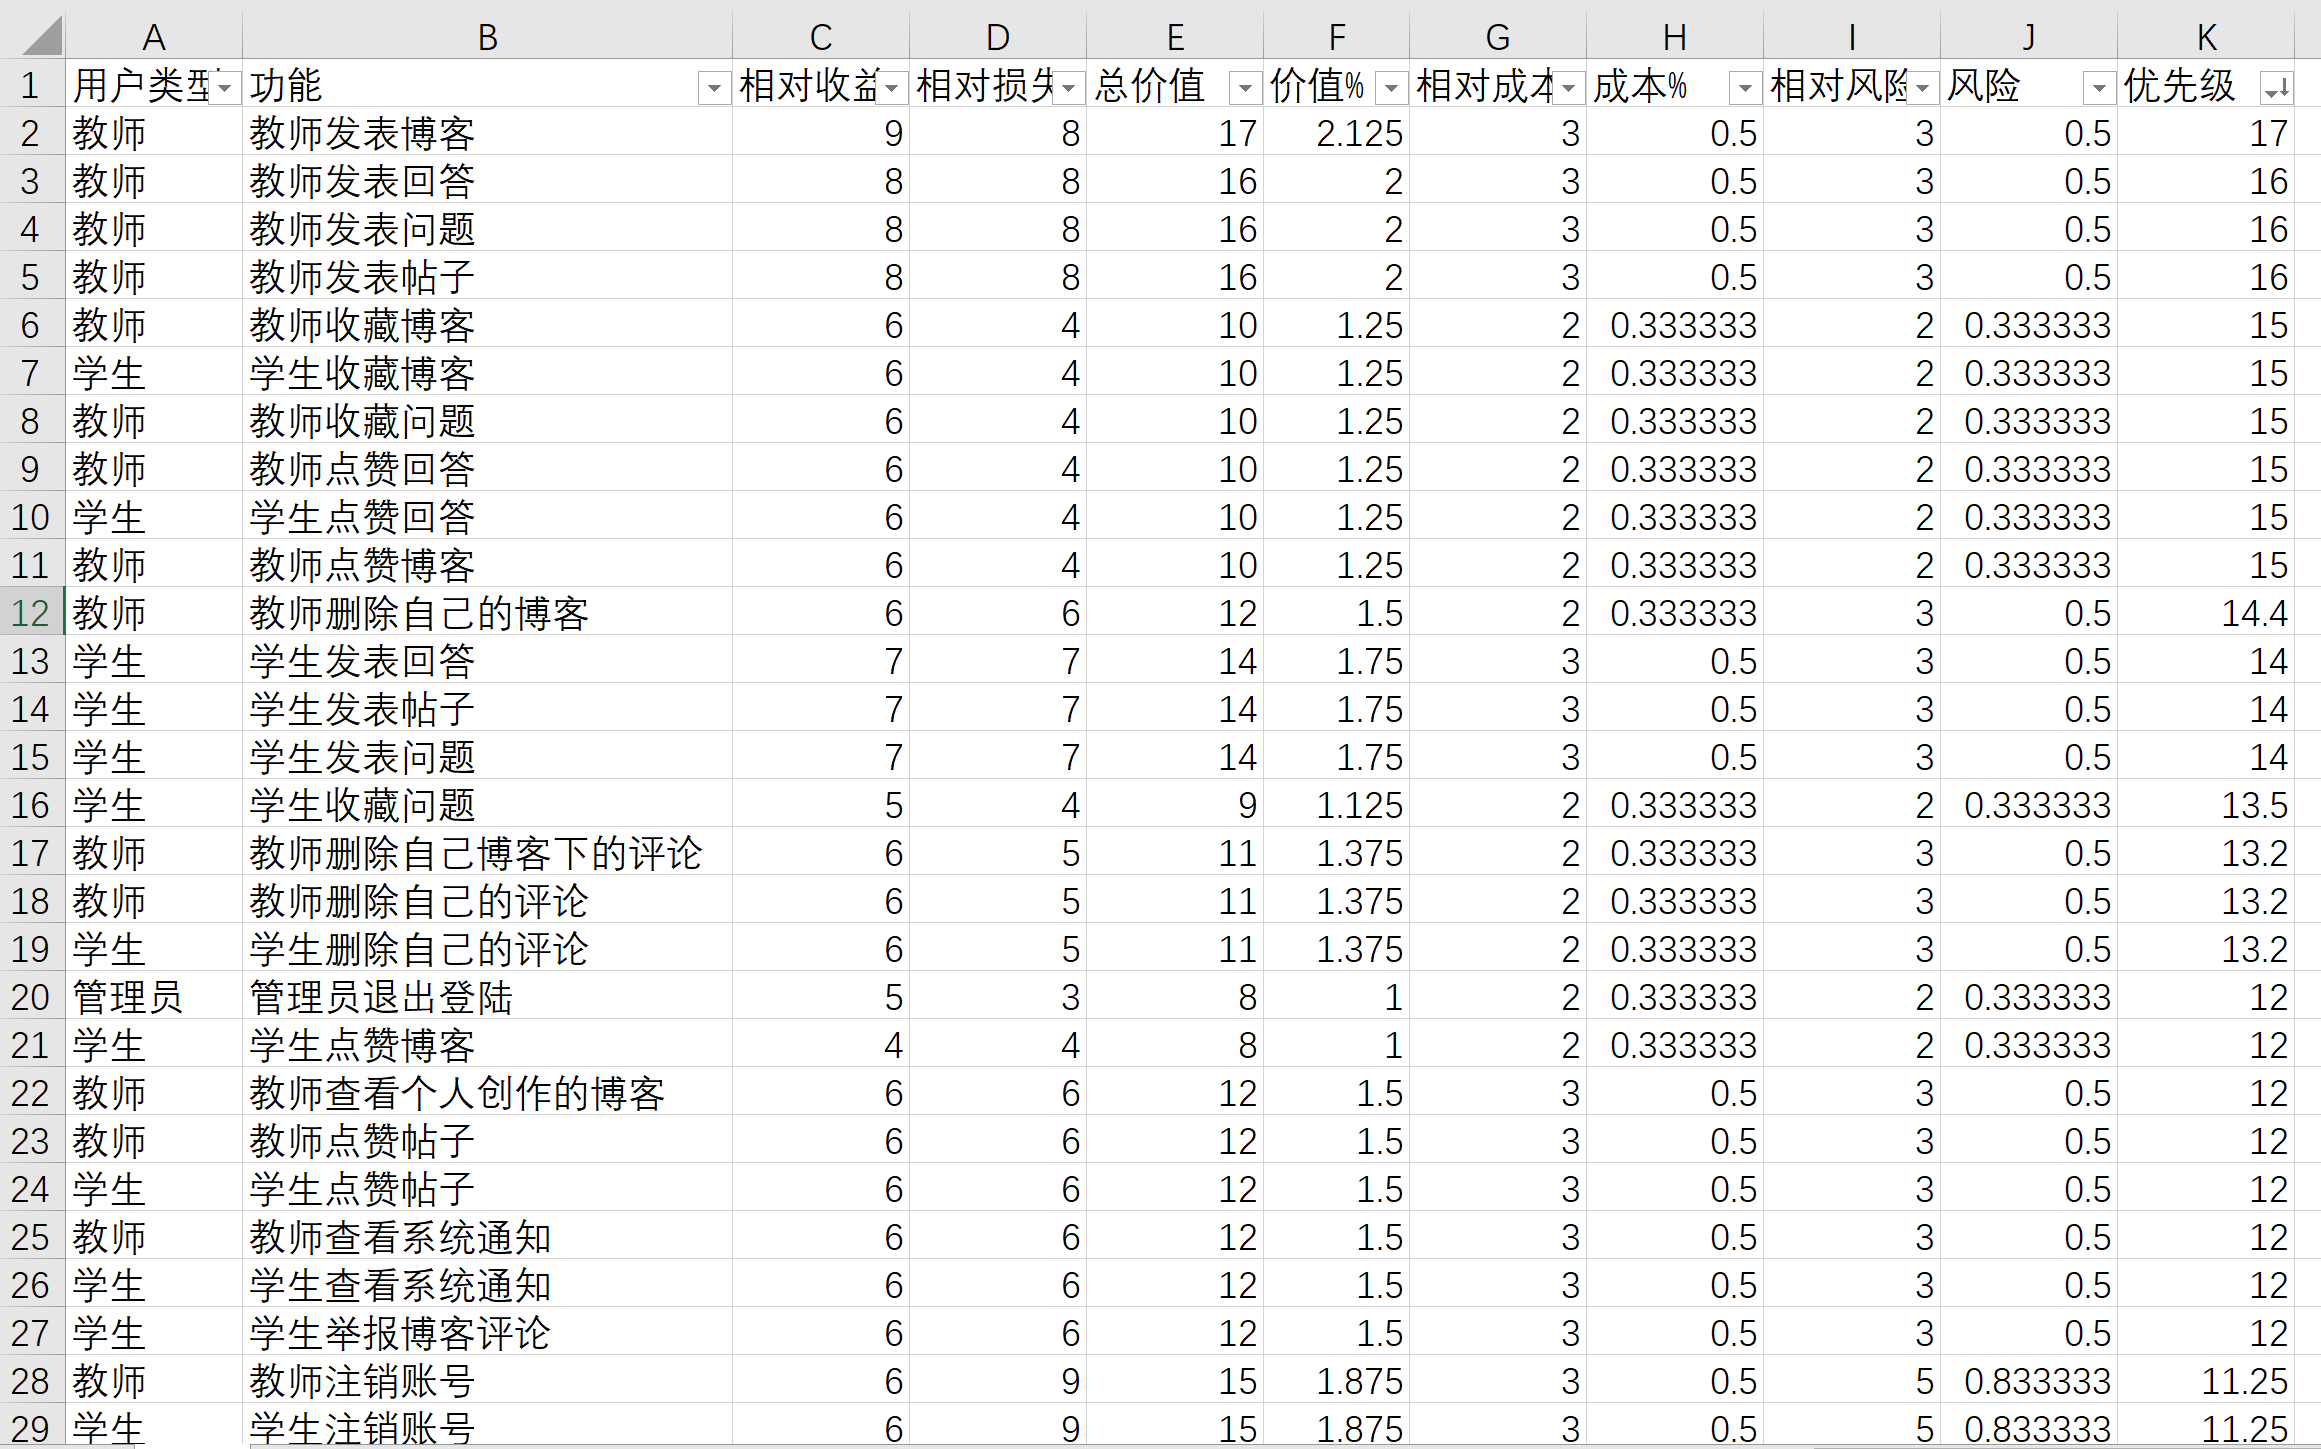 A B C D E F G H I J K
1 用户类型 功能 相对收益 相对损失 总价值 价值% 相对成本 成本% 相对风险 风险 优先级
2 教师 教师发表博客 9 8 17 2.125 3 0.5 3 0.5 17
3 教师 教师发表回答 8 8 16 2 3 0.5 3 0.5 16
4 教师 教师发表问题 8 8 16 2 3 0.5 3 0.5 16
5 教师 教师发表帖子 8 8 16 2 3 0.5 3 0.5 16
6 教师 教师收藏博客 6 4 10 1.25 2 0.333333 2 0.333333 15
7 学生 学生收藏博客 6 4 10 1.25 2 0.333333 2 0.333333 15
8 教师 教师收藏问题 6 4 10 1.25 2 0.333333 2 0.333333 15
9 教师 教师点赞回答 6 4 10 1.25 2 0.333333 2 0.333333 15
10 学生 学生点赞回答 6 4 10 1.25 2 0.333333 2 0.333333 15
11 教师 教师点赞博客 6 4 10 1.25 2 0.333333 2 0.333333 15
12 教师 教师删除自己的博客 6 6 12 1.5 2 0.333333 3 0.5 14.4
13 学生 学生发表回答 7 7 14 1.75 3 0.5 3 0.5 14
14 学生 学生发表帖子 7 7 14 1.75 3 0.5 3 0.5 14
15 学生 学生发表问题 7 7 14 1.75 3 0.5 3 0.5 14
16 学生 学生收藏问题 5 4 9 1.125 2 0.333333 2 0.333333 13.5
17 教师 教师删除自己博客下的评论 6 5 11 1.375 2 0.333333 3 0.5 13.2
18 教师 教师删除自己的评论 6 5 11 1.375 2 0.333333 3 0.5 13.2
19 学生 学生删除自己的评论 6 5 11 1.375 2 0.333333 3 0.5 13.2
20 管理员 管理员退出登陆 5 3 8 1 2 0.333333 2 0.333333 12
21 学生 学生点赞博客 4 4 8 1 2 0.333333 2 0.333333 12
22 教师 教师查看个人创作的博客 6 6 12 1.5 3 0.5 3 0.5 12
23 教师 教师点赞帖子 6 6 12 1.5 3 0.5 3 0.5 12
24 学生 学生点赞帖子 6 6 12 1.5 3 0.5 3 0.5 12
25 教师 教师查看系统通知 6 6 12 1.5 3 0.5 3 0.5 12
26 学生 学生查看系统通知 6 6 12 1.5 3 0.5 3 0.5 12
27 学生 学生举报博客评论 6 6 12 1.5 3 0.5 3 0.5 12
28 教师 教师注销账号 6 9 15 1.875 3 0.5 5 0.833333 11.25
29 学生 学生注销账号 6 9 15 1.875 3 0.5 5 0.833333 11.25